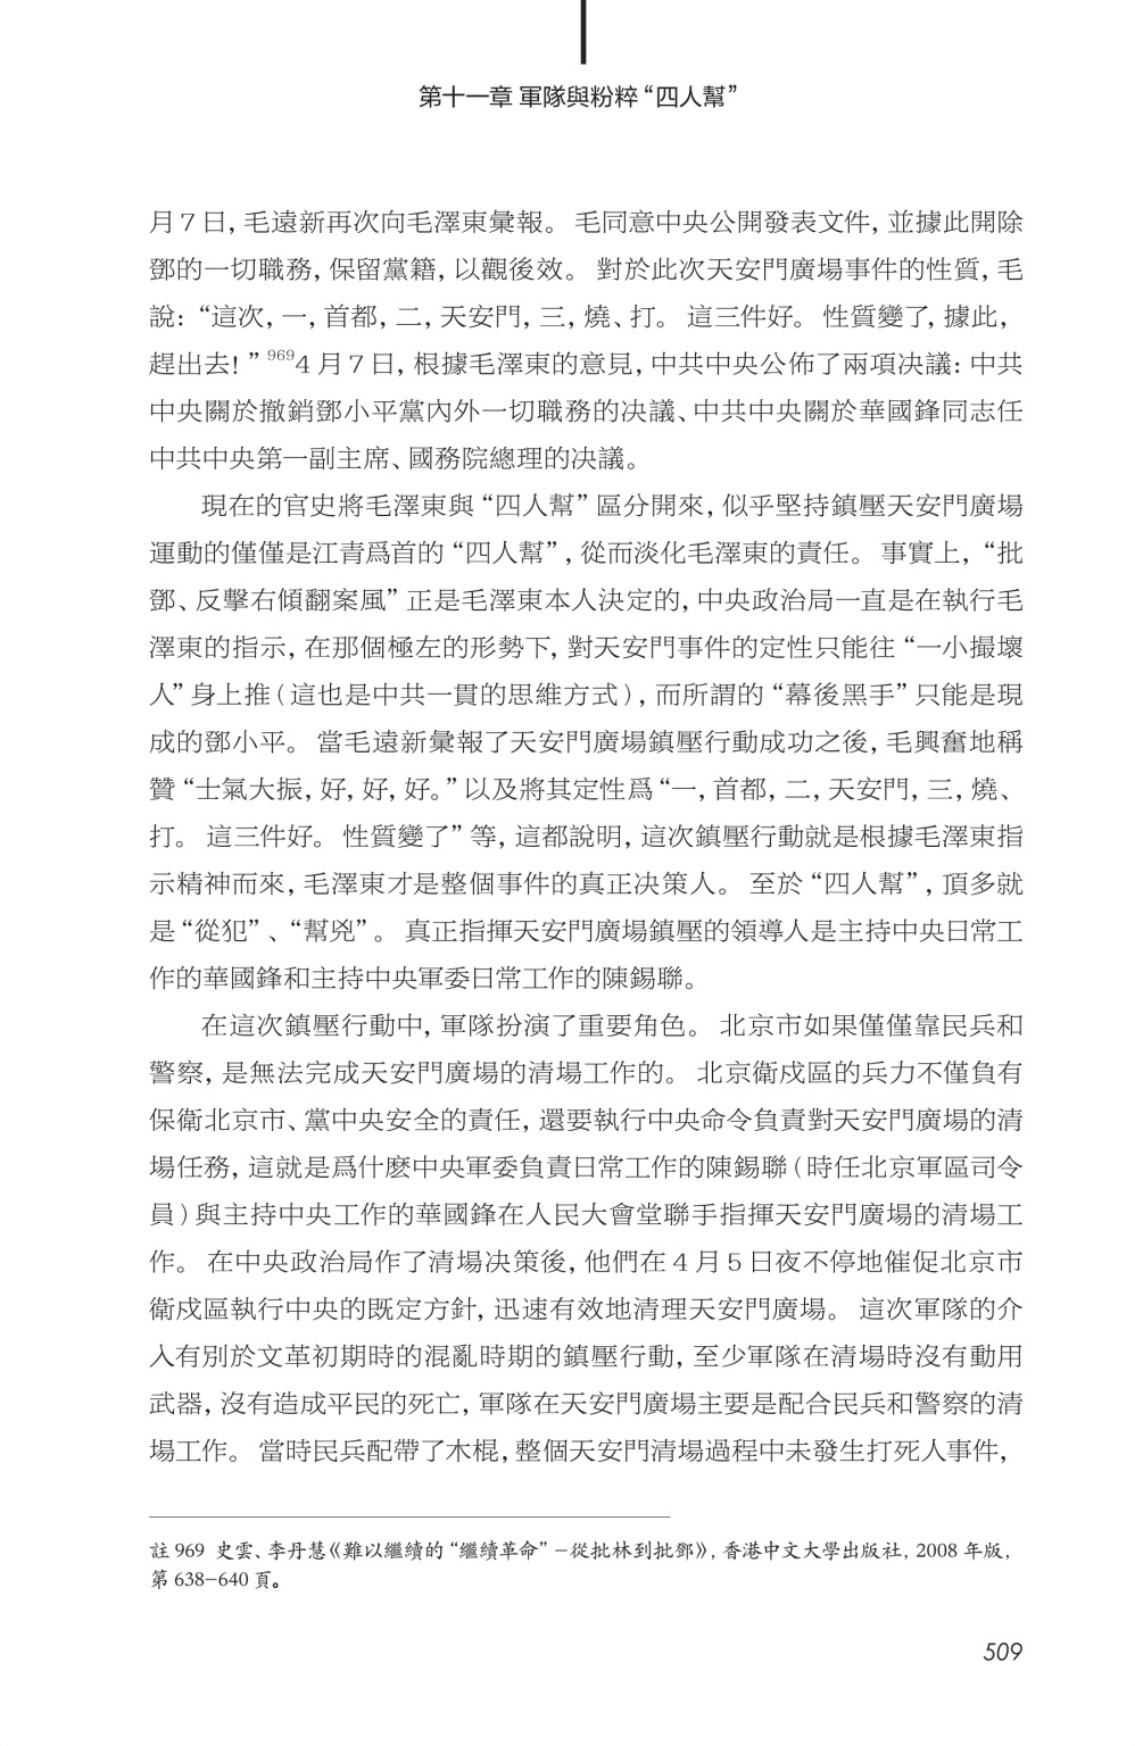 第十一章 軍隊與粉粹“四人幫”
月7日, 毛遠新再次向毛澤東彙報。 毛同意中央公開發表文件, 並據此開除
鄧的一切職務, 保留黨籍, 以觀後效。 對於此次天安門廣場事件的性質, 毛
說: “這次, 一, 首都, 二, 天安門, 三, 燒、打。 這三件好。 性質變了, 據此,
趕出去! ” 9694月7日, 根據毛澤東的意見, 中共中央公佈了兩項決議: 中共
中央關於撤銷鄧小平黨內外一切職務的決議、中共中央關於華國鋒同志任
中共中央第一副主席、國務院總理的決議。
現在的官史將毛澤東與 “四人幫” 區分開來, 似乎堅持鎮壓天安門廣場
運動的僅僅是江青爲首的 “四人幫” , 從而淡化毛澤東的責任。 事實上, “批
鄧、反擊右傾翻案風” 正是毛澤東本人決定的, 中央政治局一直是在執行毛
澤東的指示, 在那個極左的形勢下, 對天安門事件的定性只能往 “一小撮壞
人” 身上推 ( 這也是中共一貫的思維方式 ) , 而所謂的 “幕後黑手” 只能是現
成的鄧小平。 當毛遠新彙報了天安門廣場鎮壓行動成功之後, 毛興奮地稱
贊 “士氣大振, 好, 好, 好。” 以及將其定性爲 “一, 首都, 二, 天安門, 三, 燒、
打。 這三件好。 性質變了” 等, 這都說明, 這次鎮壓行動就是根據毛澤東指
示精神而來, 毛澤東才是整個事件的真正決策人。 至於 “四人幫” , 頂多就
是 “從犯” 、“幫兇” 。 真正指揮天安門廣場鎮壓的領導人是主持中央日常工
作的華國鋒和主持中央軍委日常工作的陳錫聯。
在這次鎮壓行動中, 軍隊扮演了重要角色。 北京市如果僅僅靠民兵和
警察, 是無法完成天安門廣場的清場工作的。 北京衛戍區的兵力不僅負有
保衛北京市、黨中央安全的責任, 還要執行中央命令負責對天安門廣場的清
場任務, 這就是爲什麽中央軍委負責日常工作的陳錫聯 ( 時任北京軍區司令
員 ) 與主持中央工作的華國鋒在人民大會堂聯手指揮天安門廣場的清場工
作。 在中央政治局作了清場決策後, 他們在4月5日夜不停地催促北京市
衛戍區執行中央的既定方針, 迅速有效地清理天安門廣場。 這次軍隊的介
入有別於文革初期時的混亂時期的鎮壓行動, 至少軍隊在清場時沒有動用
武器, 沒有造成平民的死亡, 軍隊在天安門廣場主要是配合民兵和警察的清
場工作。 當時民兵配帶了木棍, 整個天安門清場過程中未發生打死人事件,
註 969 史雲、李丹慧《難以繼續的 “繼續革命” –從批林到批鄧》, 香港中文大學出版社, 2008 年版,
第 638–640 頁。
509